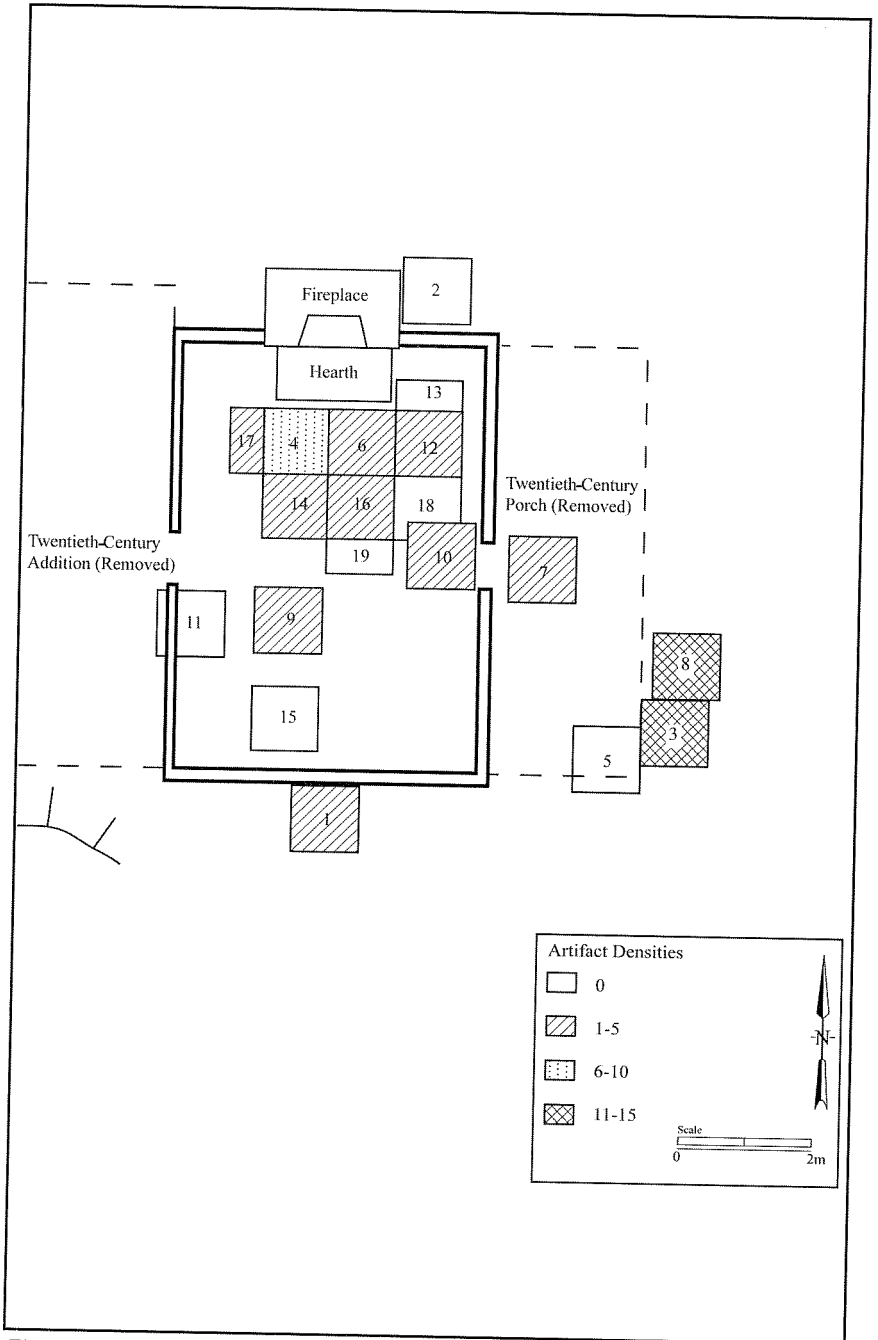 Fireplace
2
Hearth
13
17
4
6
12
14
16
18
Twentieth-Century
Porch (Removed)
Twentieth-Century
Addition (Removed)
19
10
7
11
9
8
15
3
5
1
Artifact Densities
0
1-5
6-10
11-15
N
Scale
0
2m